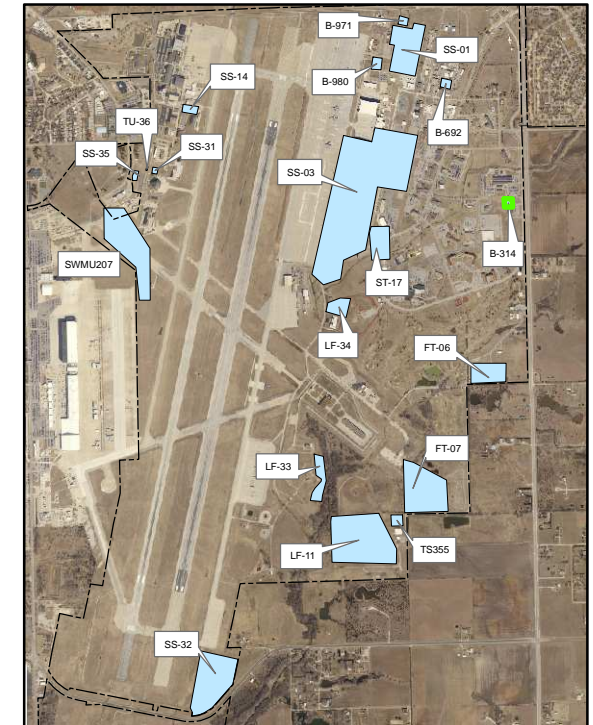 B-971
SS-01
SS-14
B-980
TU-36
B-692
SS-35
SS-31
SS-03
B-314
SWMU207
ST-17
LF-34
FT-06
LF-33
FT-07
LF-11
TS355
SS-32